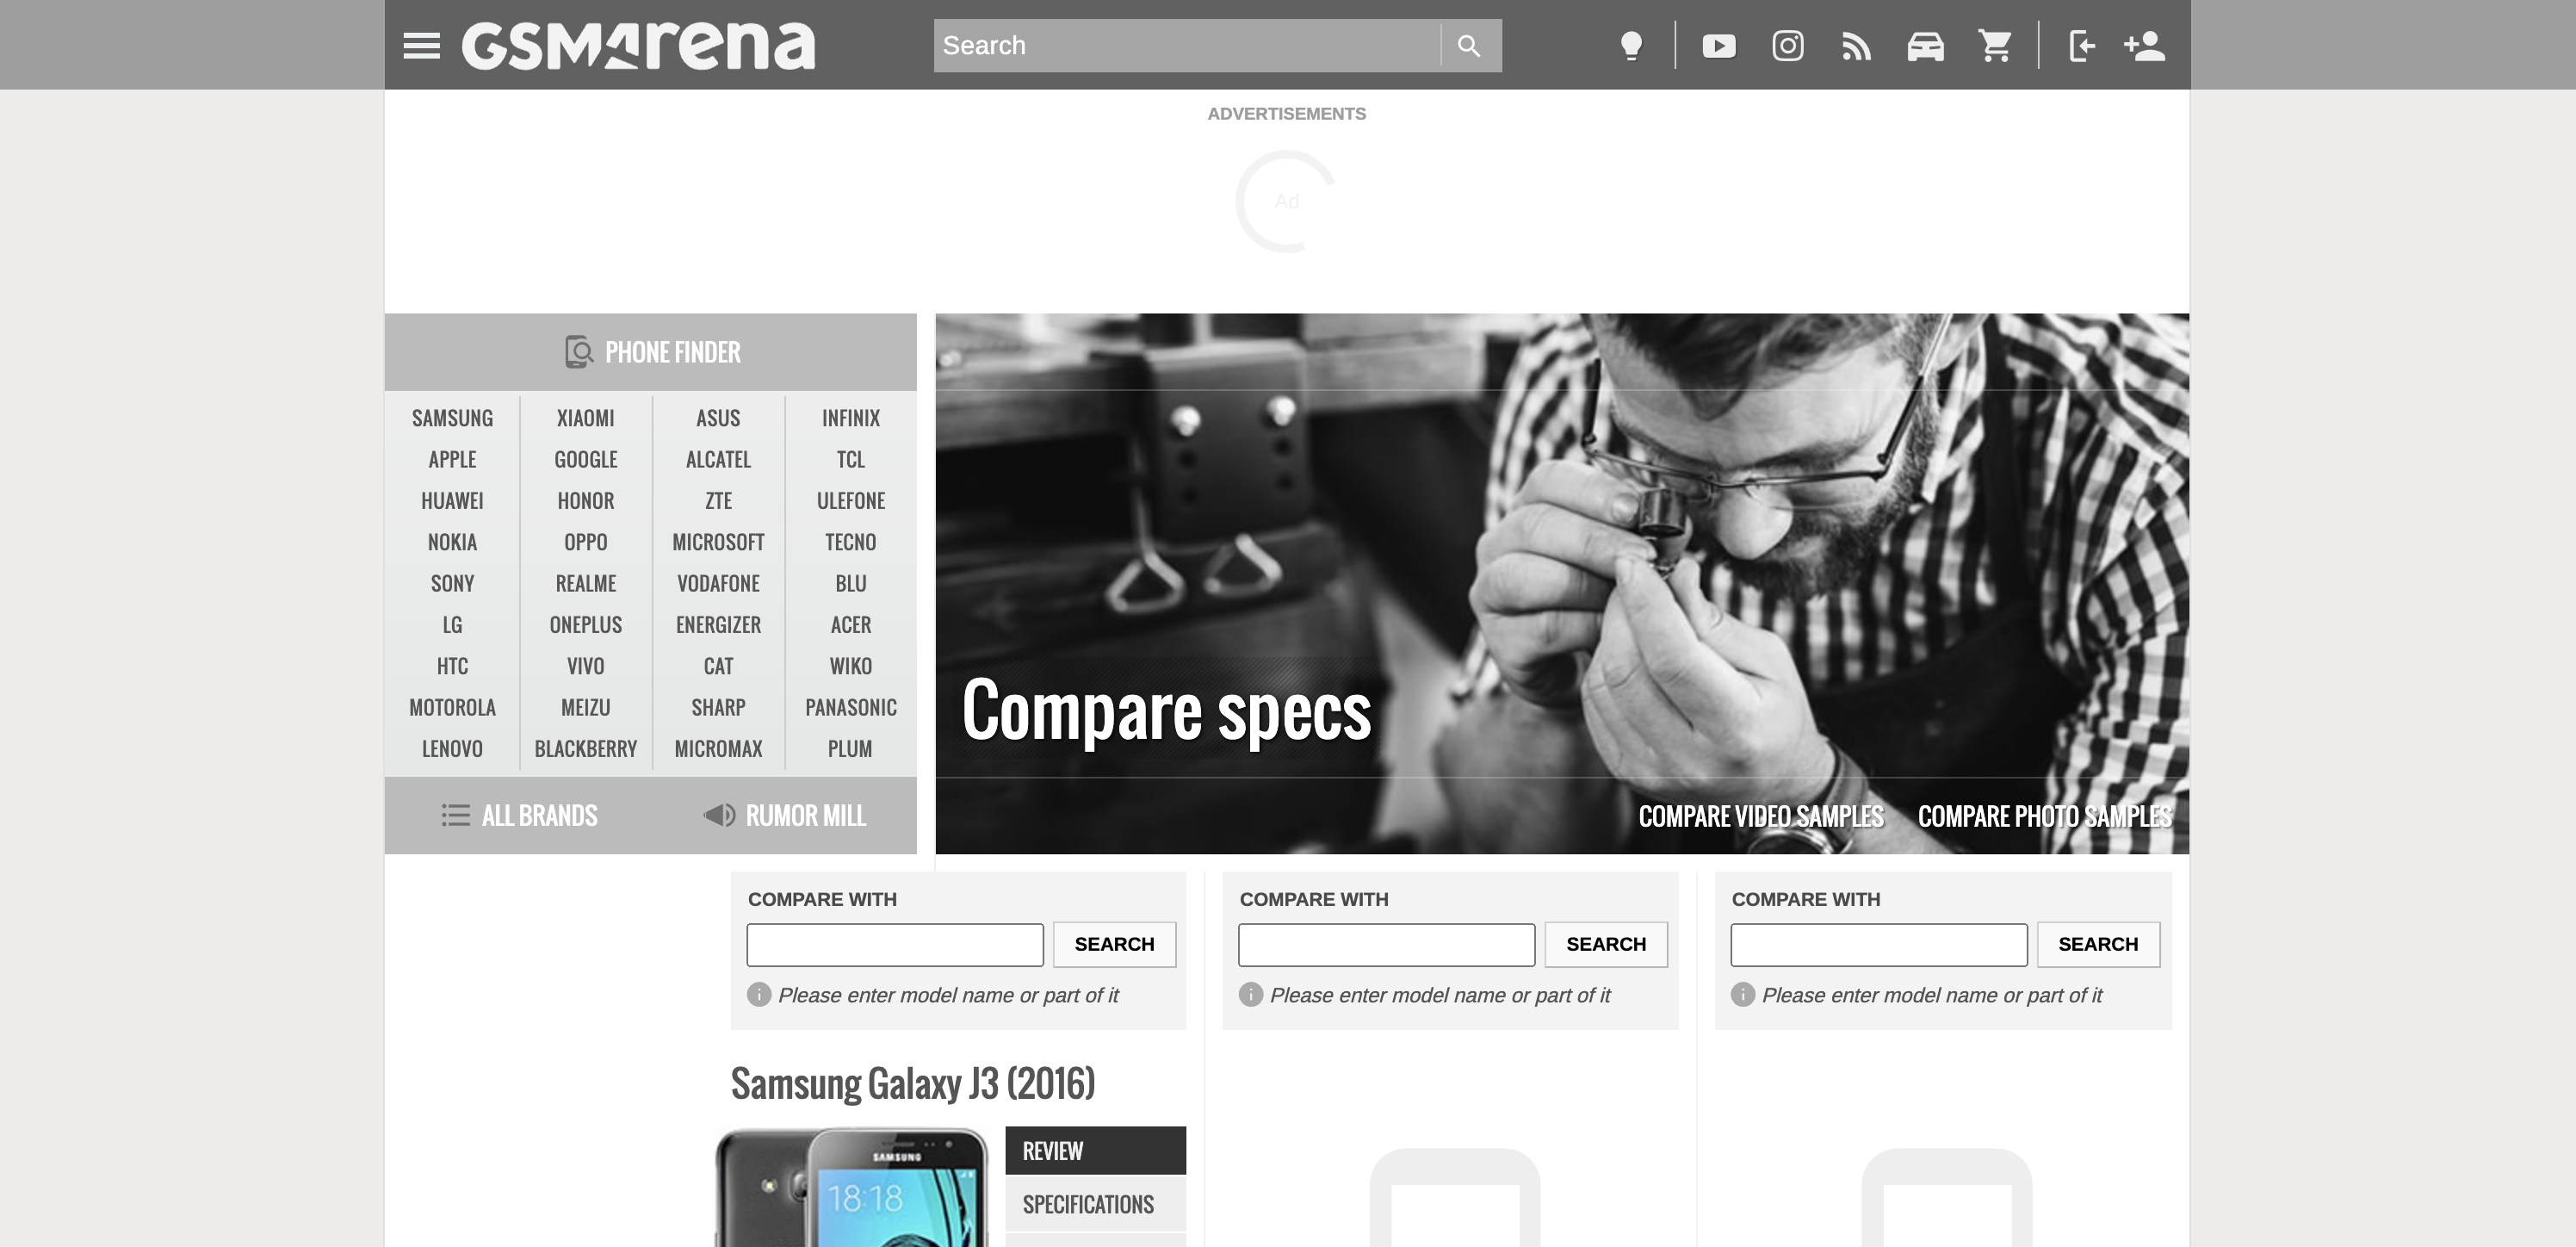 GSMArena
Search
ADVERTISEMENTS
Ad
PHONE FINDER
SAMSUNG XIAOMI ASUS INFINIX
APPLE GOOGLE ALCATEL TCL
HUAWEI HONOR ZTE ULEFONE
NOKIA OPPO MICROSOFT TECNO
SONY REALME VODAFONE BLU
LG ONEPLUS ENERGIZER ACER
HTC VIVO CAT WIKO
MOTOROLA MEIZU SHARP PANASONIC
LENOVO BLACKBERRY MICROMAX PLUM
ALL BRANDS RUMOR MILL
Compare specs
COMPARE VIDEO SAMPLES COMPARE PHOTO SAMPLES
COMPARE WITH COMPARE WITH COMPARE WITH
SEARCH SEARCH SEARCH
Please enter model name or part of it Please enter model name or part of it Please enter model name or part of it
Samsung Galaxy J3 (2016)
SAMSUNG
18:18
REVIEW
SPECIFICATIONS